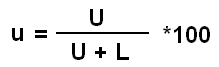 u = U / U + L *100